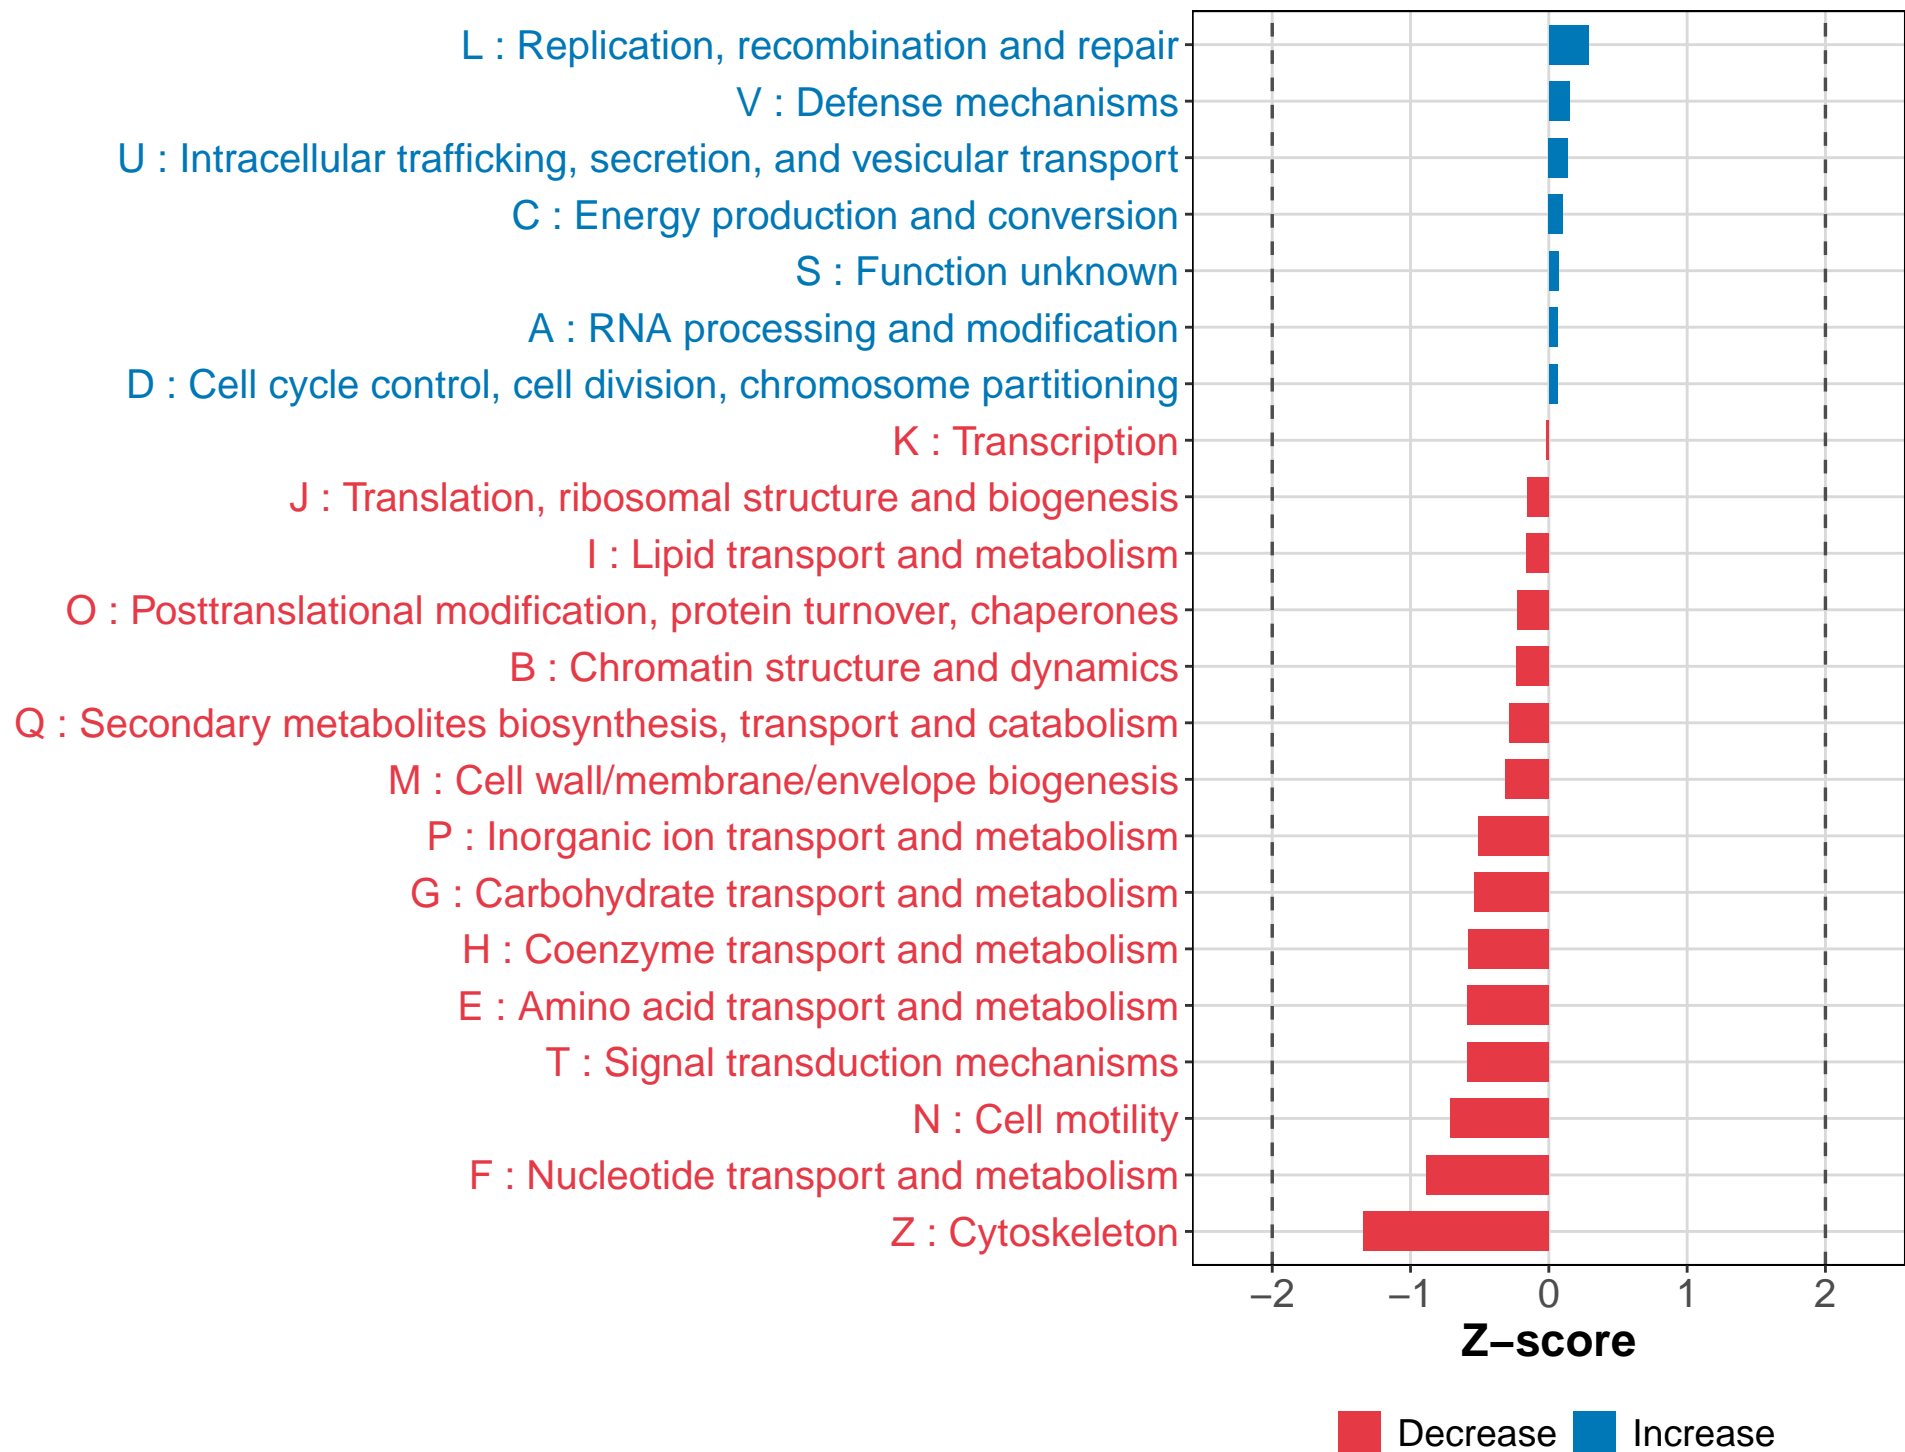 L : Replication, recombination and repair
V : Defense mechanisms
U : Intracellular trafficking, secretion, and vesicular transport
C : Energy production and conversion
S : Function unknown
A : RNA processing and modification
D : Cell cycle control, cell division, chromosome partitioning
K : Transcription
J : Translation, ribosomal structure and biogenesis
I : Lipid transport and metabolism
O : Posttranslational modification, protein turnover, chaperones
B : Chromatin structure and dynamics
Q : Secondary metabolites biosynthesis, transport and catabolism
M : Cell wall/membrane/envelope biogenesis
P : Inorganic ion transport and metabolism
G : Carbohydrate transport and metabolism
H : Coenzyme transport and metabolism
E : Amino acid transport and metabolism
T : Signal transduction mechanisms
N : Cell motility
F : Nucleotide transport and metabolism
Z : Cytoskeleton
−2 −1 0 1 2
Z−score
Decrease Increase